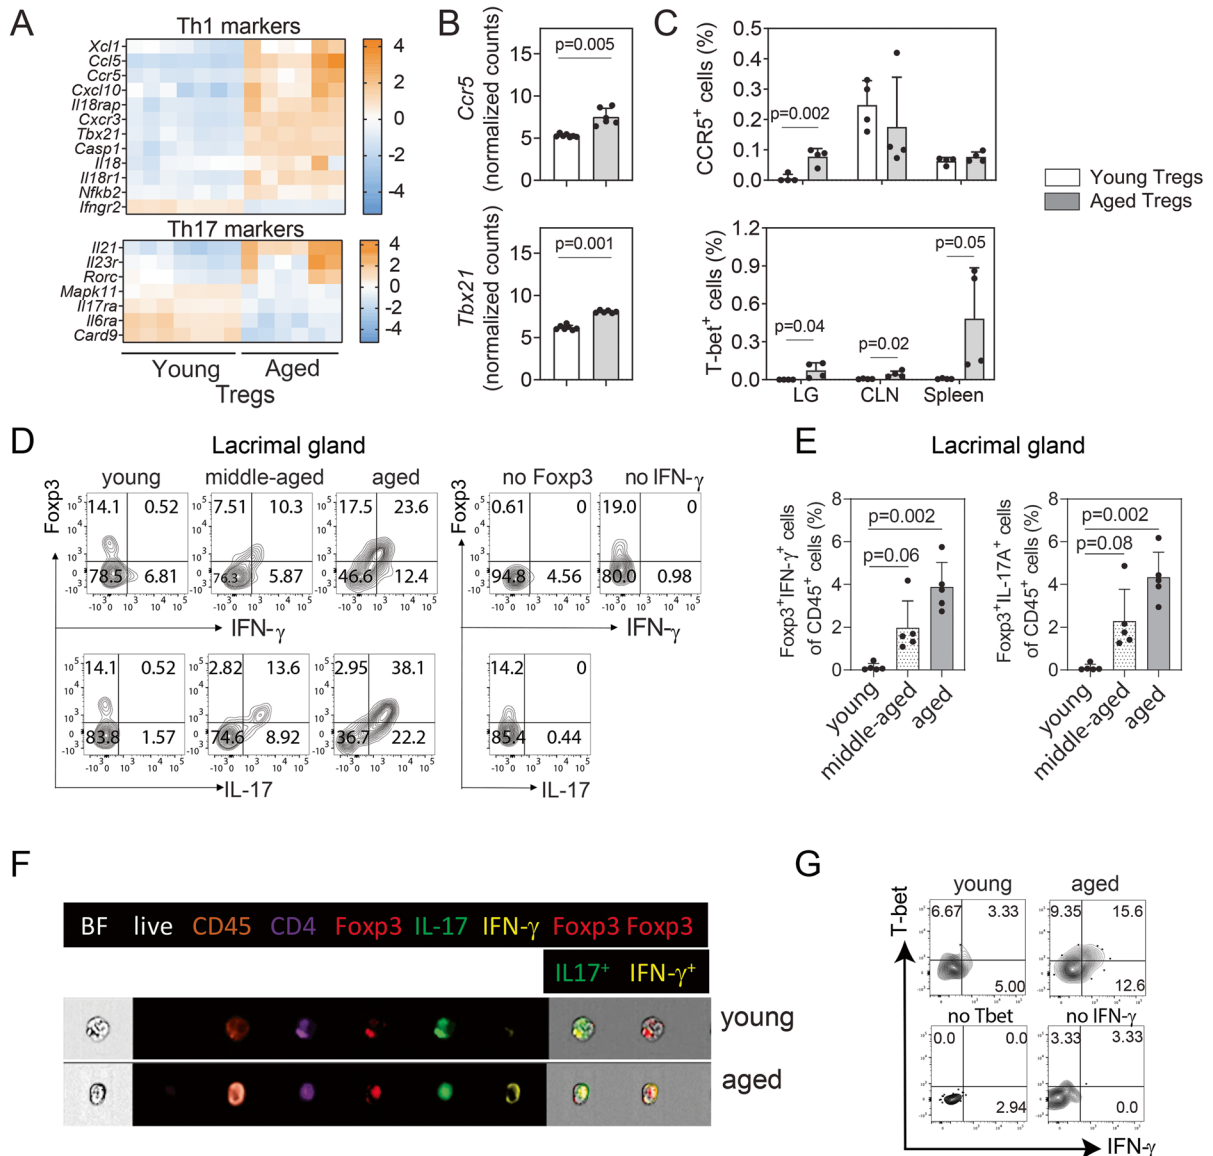 A
Th1 markers
Xcl1
Ccl5
Ccr5
Cxcl10
Il18rap
Cxcr3
Tbx21
Casp1
Il18
Il18r1
Nfkb2
Ifngr2
4
2
0
-2
-4
Th17 markers
Il21
Il23r
Rorc
Mapk11
Il17ra
Il6ra
Card9
4
2
0
-2
-4
Young Aged
Tregs
B
Ccr5
(normalized counts)
15
10
5
0
p=0.005
Tbx21
(normalized counts)
15
10
5
0
p=0.001
C
CCR5+ cells (%)
0.5
0.4
0.3
0.2
0.1
0.0
p=0.002
T-bet+ cells (%)
1.2
0.9
0.6
0.3
0.0
p=0.04
p=0.02
p=0.05
LG CLN Spleen
Young Tregs
Aged Tregs
D
Lacrimal gland
young middle-aged aged no Foxp3 no IFN-γ
Foxp3
Foxp3
14.1 0.52
78.5 6.81
7.51 10.3
76.3 5.87
17.5 23.6
46.6 12.4
0.61 0
94.8 4.56
19.0 0
80.0 0.98
-10³ 0 10³ 10⁴ 10⁵
IFN-γ
IFN-γ
14.1 0.52
83.8 1.57
2.82 13.6
74.6 8.92
2.95 38.1
36.7 22.2
14.2 0
85.4 0.44
-10³ 0 10³ 10⁴ 10⁵
IL-17
IL-17
E
Lacrimal gland
Foxp3+IFN-γ+ cells
of CD45+ cells (%)
8
6
4
2
0
p=0.002
p=0.06
young
middle-aged
aged
Foxp3+IL-17A+ cells
of CD45+ cells (%)
8
6
4
2
0
p=0.002
p=0.08
young
middle-aged
aged
F
BF live CD45 CD4 Foxp3 IL-17 IFN-γ Foxp3 Foxp3
IL17+ IFN-γ+
young
aged
G
young aged
T-bet
6.67 3.33
5.00
9.35 15.6
12.6
no Tbet no IFN-γ
0.0 0.0
2.94
3.33 3.33
0.0
IFN-γ